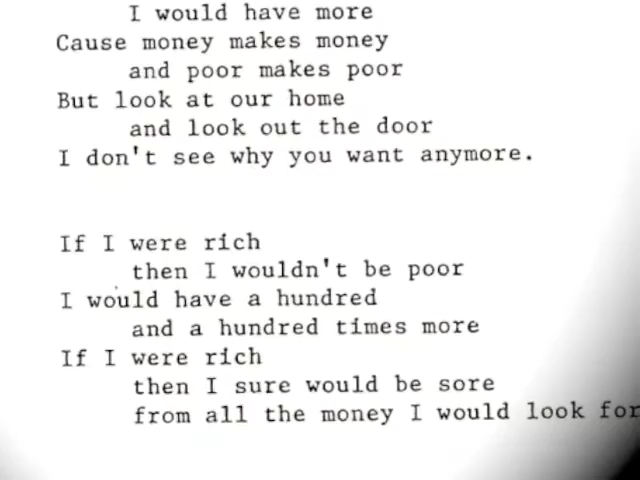 I would have more
Cause money makes money
and poor makes poor
But look at our home
and look out the door
I don't see why you want anymore.
If I were rich
then I wouldn't be poor
I would have a hundred
and a hundred times more
If I were rich
then I sure would be sore
from all the money I would look for